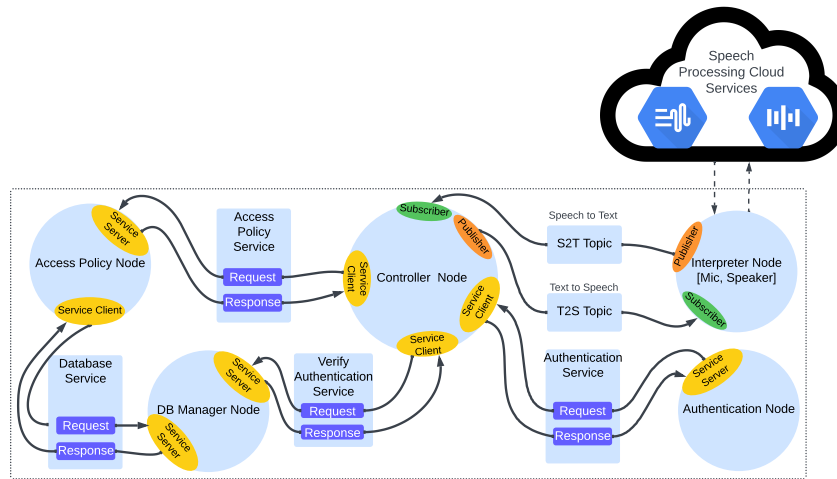 Speech
Processing Cloud
Services
Access
Policy
Service
Request
Response
Service
Server
Access Policy Node
Service Client
Subscriber
Publisher
Service
Client
Controller Node
Service
Client
Service
Client
Speech to Text
S2T Topic
Text to Speech
T2S Topic
Publisher
Interpreter Node
[Mic, Speaker]
Subscriber
Database
Service
Request
Response
Service
Server
DB Manager Node
Service
Server
Verify
Authentication
Service
Request
Response
Authentication
Service
Request
Response
Service
Server
Authentication Node